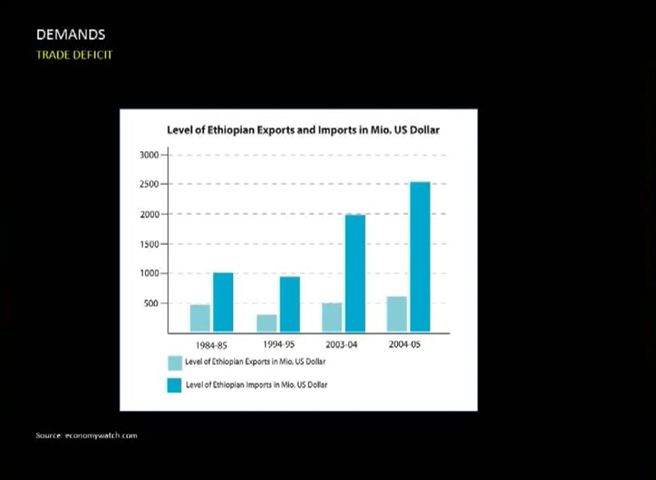 DEMANDS
TRADE DEFICIT
Level of Ethiopian Exports and Imports in Mio. US Dollar
3000
2500
2000
1500
1000
500
1984-85 1994-95 2003-04 2004-05
Level of Ethiopian Exports in Mio. US Dollar
Level of Ethiopian Imports in Mio. US Dollar
Source: economywatch.com